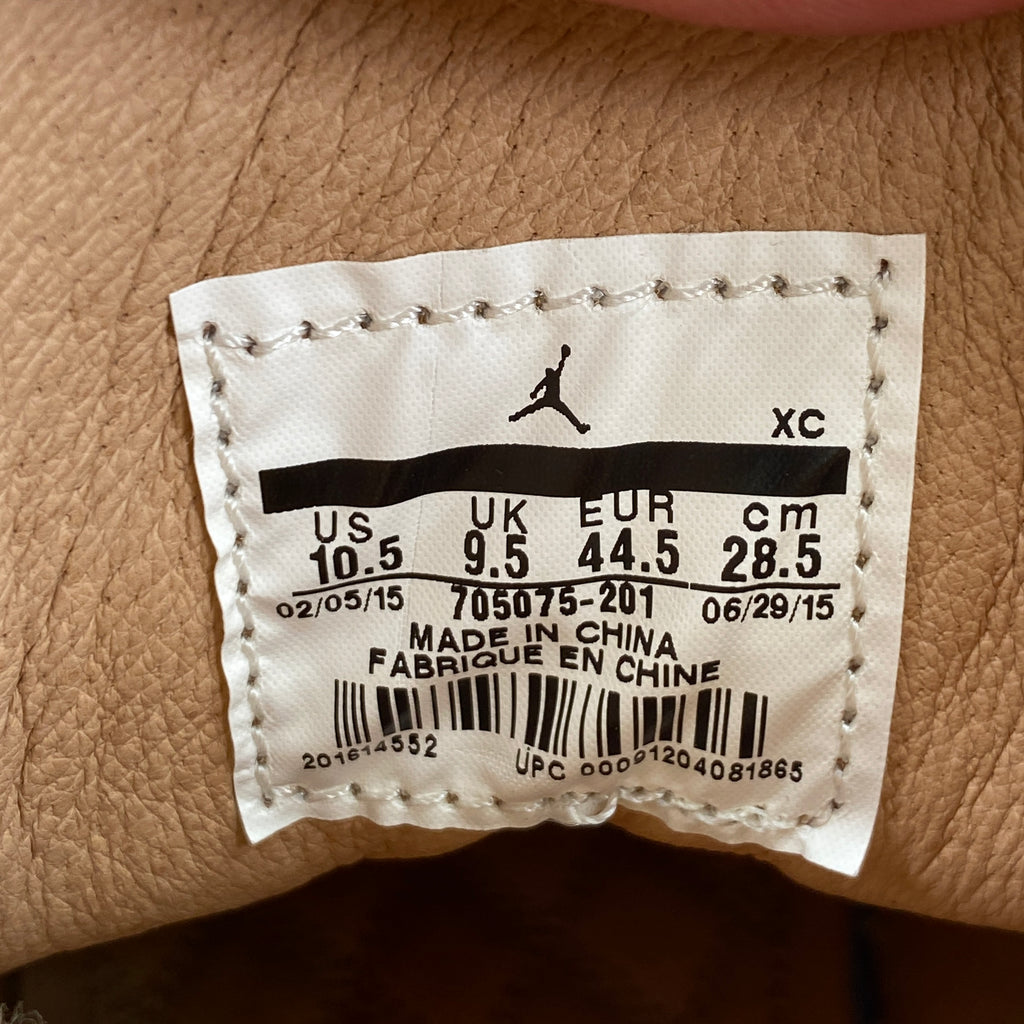 XC
US UK EUR cm
10.5 9.5 44.5 28.5
02/05/15 705075-201 06/29/15
MADE IN CHINA
FABRIQUE EN CHINE
201614552 UPC 00091204081865